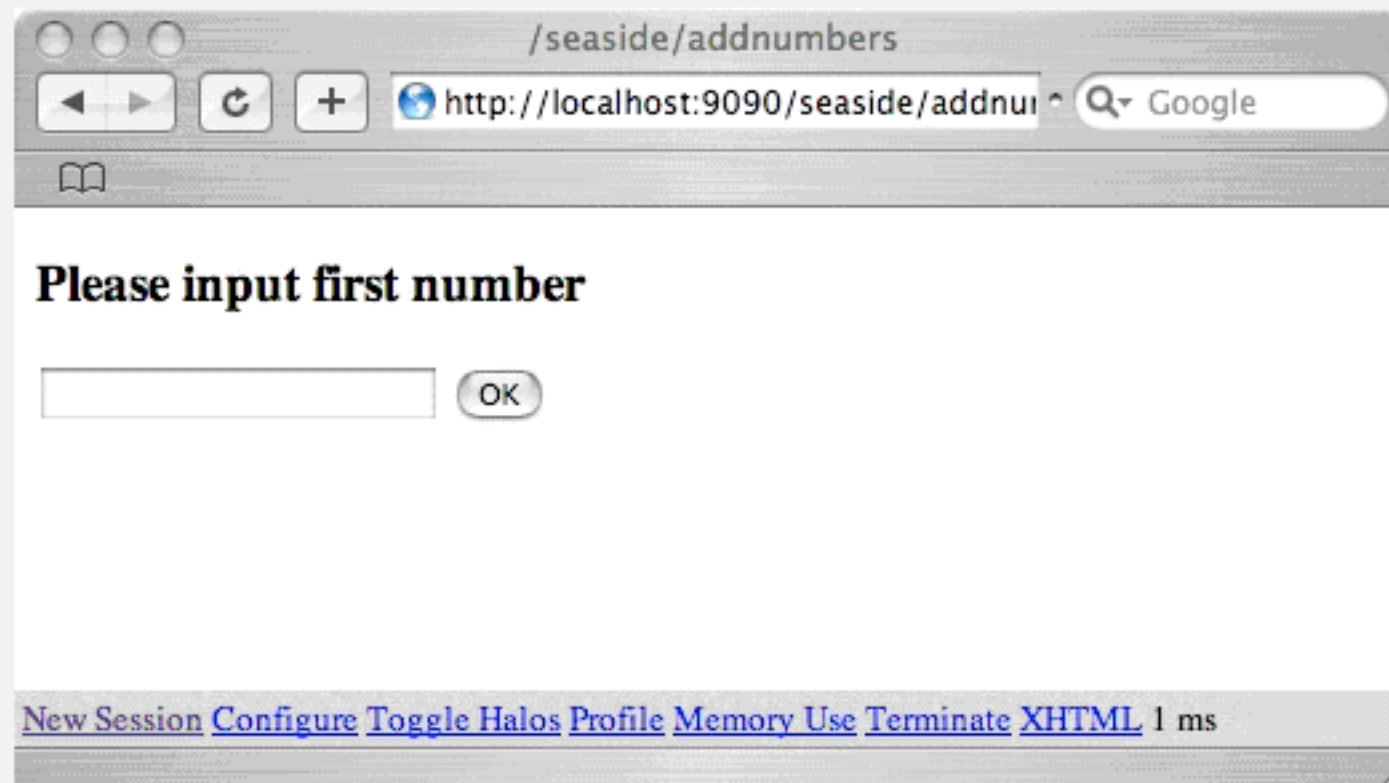 /seaside/addnumbers
http://localhost:9090/seaside/addnu Google
Please input first number
OK
New Session Configure Toggle Halos Profile Memory Use Terminate XHTML 1 ms